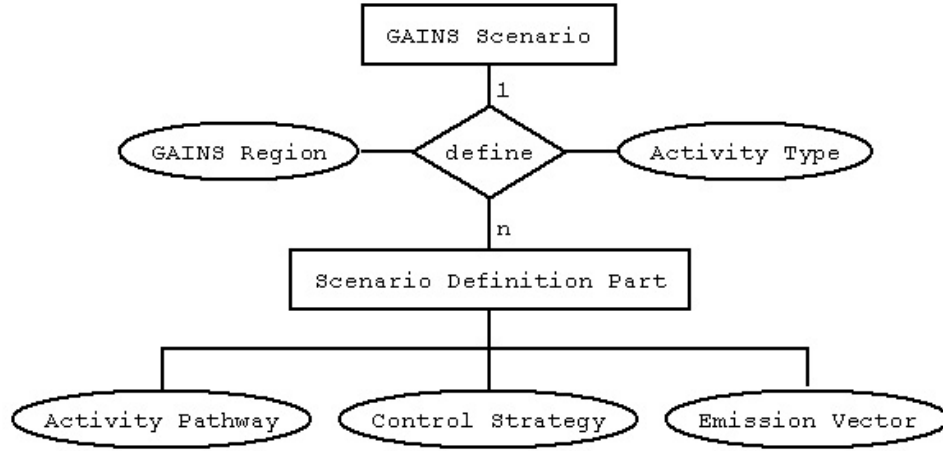 GAINS Scenario
1
GAINS Region
define
Activity Type
n
Scenario Definition Part
Activity Pathway
Control Strategy
Emission Vector